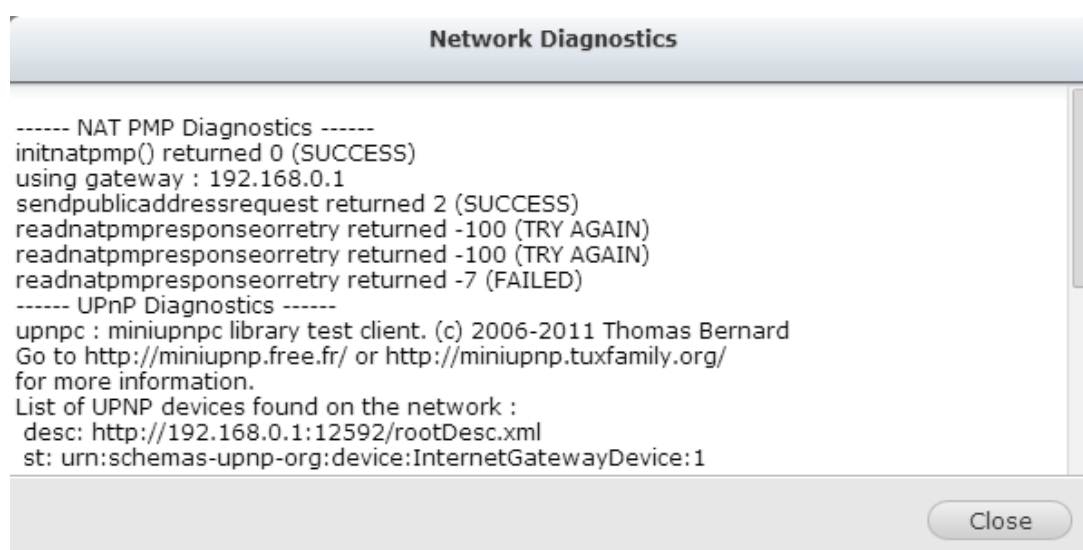 Network Diagnostics
------ NAT PMP Diagnostics ------
initnatpmp() returned 0 (SUCCESS)
using gateway : 192.168.0.1
sendpublicaddressrequest returned 2 (SUCCESS)
readnatpmpresponseorretry returned -100 (TRY AGAIN)
readnatpmpresponseorretry returned -100 (TRY AGAIN)
readnatpmpresponseorretry returned -7 (FAILED)
------ UPnP Diagnostics ------
upnpc : miniupnpc library test client. (c) 2006-2011 Thomas Bernard
Go to http://miniupnp.free.fr/ or http://miniupnp.tuxfamily.org/
for more information.
List of UPNP devices found on the network :
desc: http://192.168.0.1:12592/rootDesc.xml
st: urn:schemas-upnp-org:device:InternetGatewayDevice:1
Close